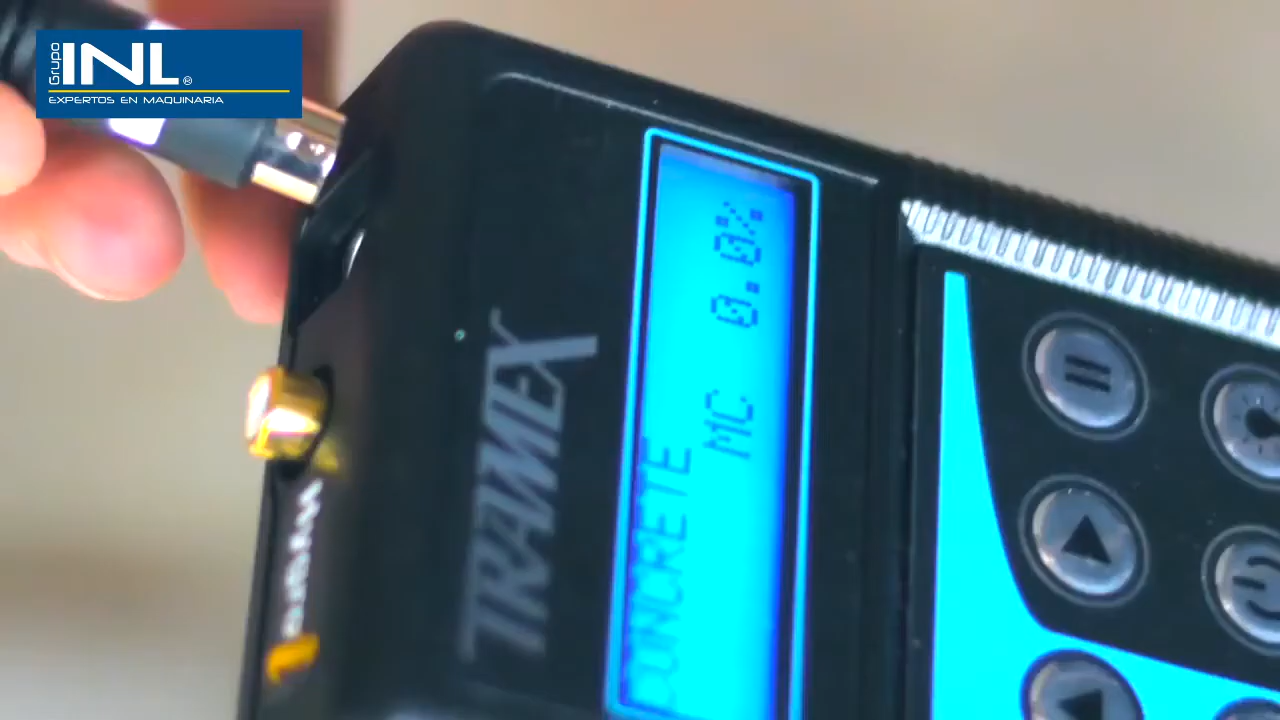 Grupo INL®
EXPERTOS EN MAQUINARIA
TRAMEX
CONCRETE
MC 0.0%